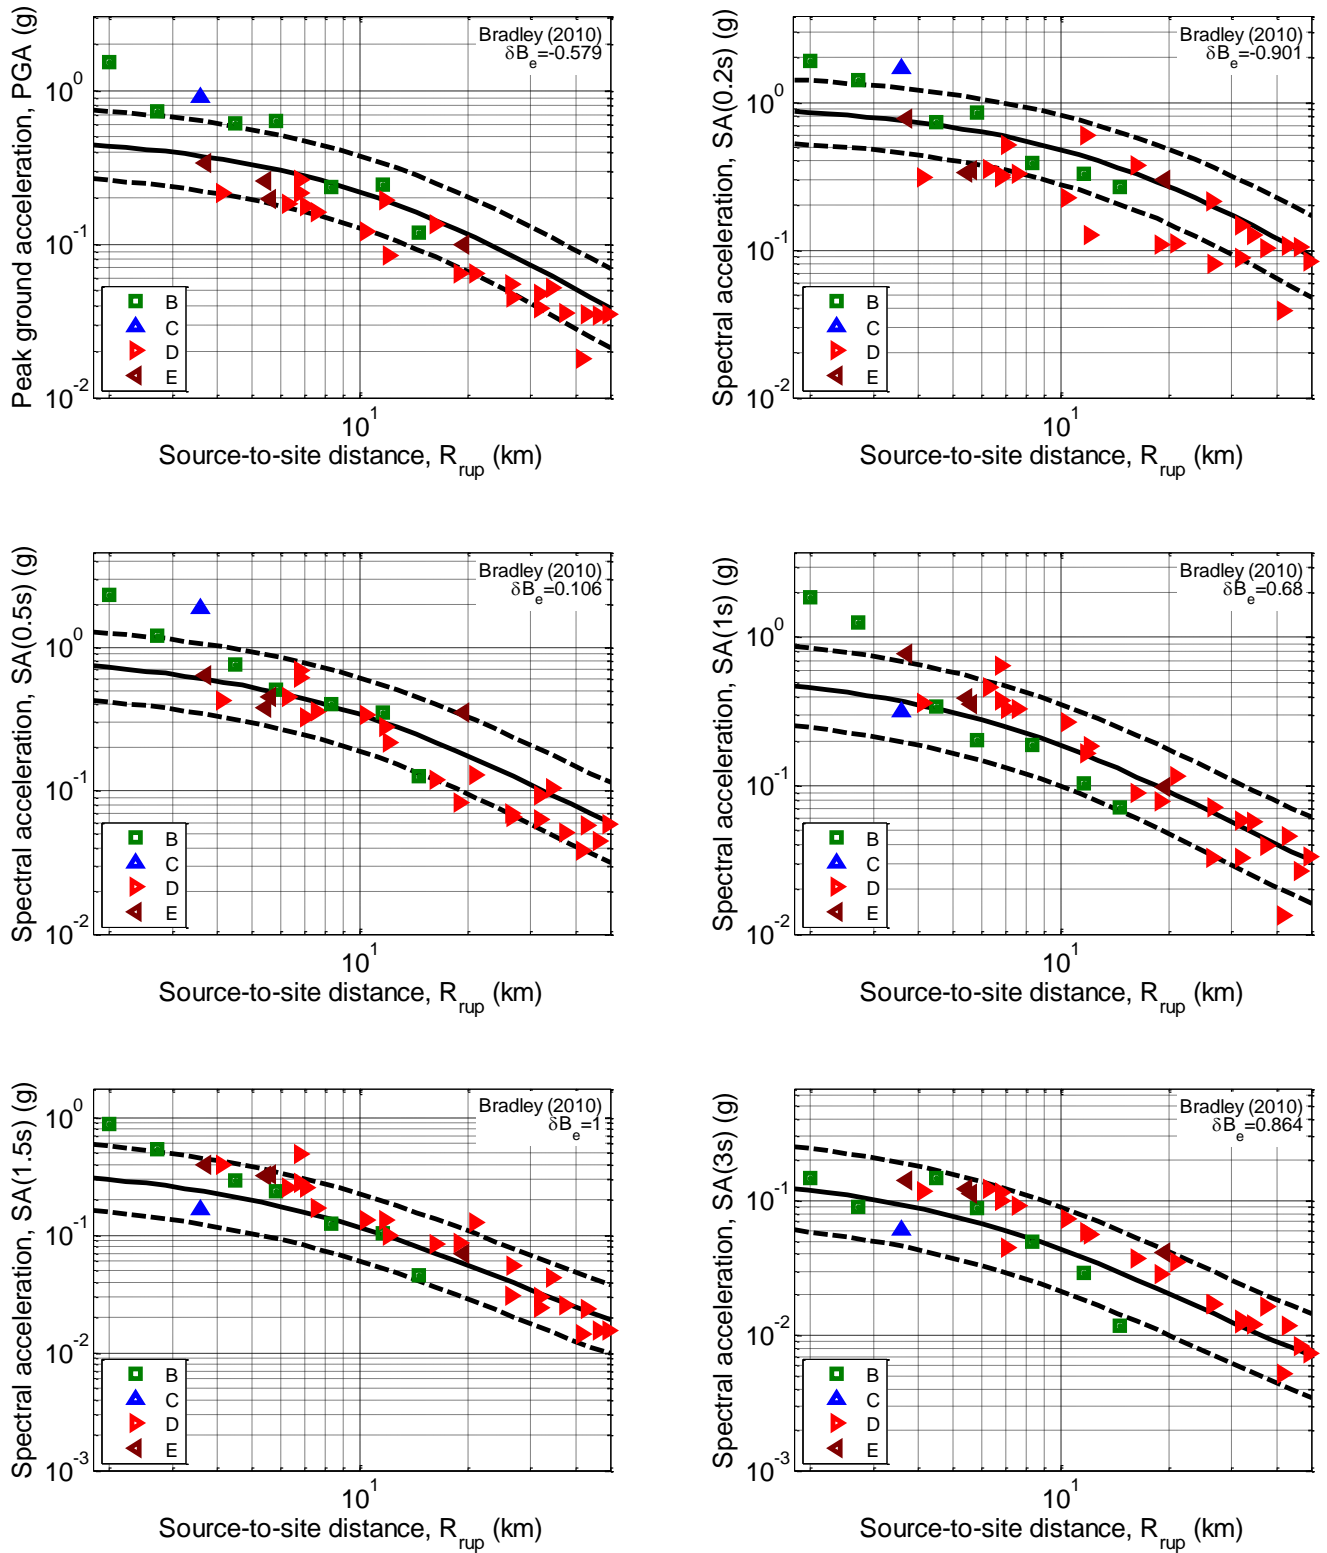 Peak ground acceleration, PGA (g)
10^0
10^-1
10^-2
Bradley (2010)
δB_e=-0.579
B
C
D
E
10^1
Source-to-site distance, R_rup (km)
Spectral accleration, SA(0.2s) (g)
10^0
10^-1
10^-2
Bradley (2010)
δB_e=-0.901
B
C
D
E
10^1
Source-to-site distance, R_rup (km)
Spectral acceleration, SA(0.5s) (g)
10^0
10^-1
10^-2
Bradley (2010)
δB_e=0.106
B
C
D
E
10^1
Source-to-site distance, R_rup (km)
Spectral acceleration, SA(1s) (g)
10^0
10^-1
10^-2
Bradley (2010)
δB_e=0.68
B
C
D
E
10^1
Source-to-site distance, R_rup (km)
Spectral acceleration, SA(1.5s) (g)
10^0
10^-1
10^-2
10^-3
Bradley (2010)
δB_e=1
B
C
D
E
10^1
Source-to-site distance, R_rup (km)
Spectral acceleration, SA(3s) (g)
10^-1
10^-2
10^-3
Bradley (2010)
δB_e=0.864
B
C
D
E
10^1
Source-to-site distance, R_rup (km)